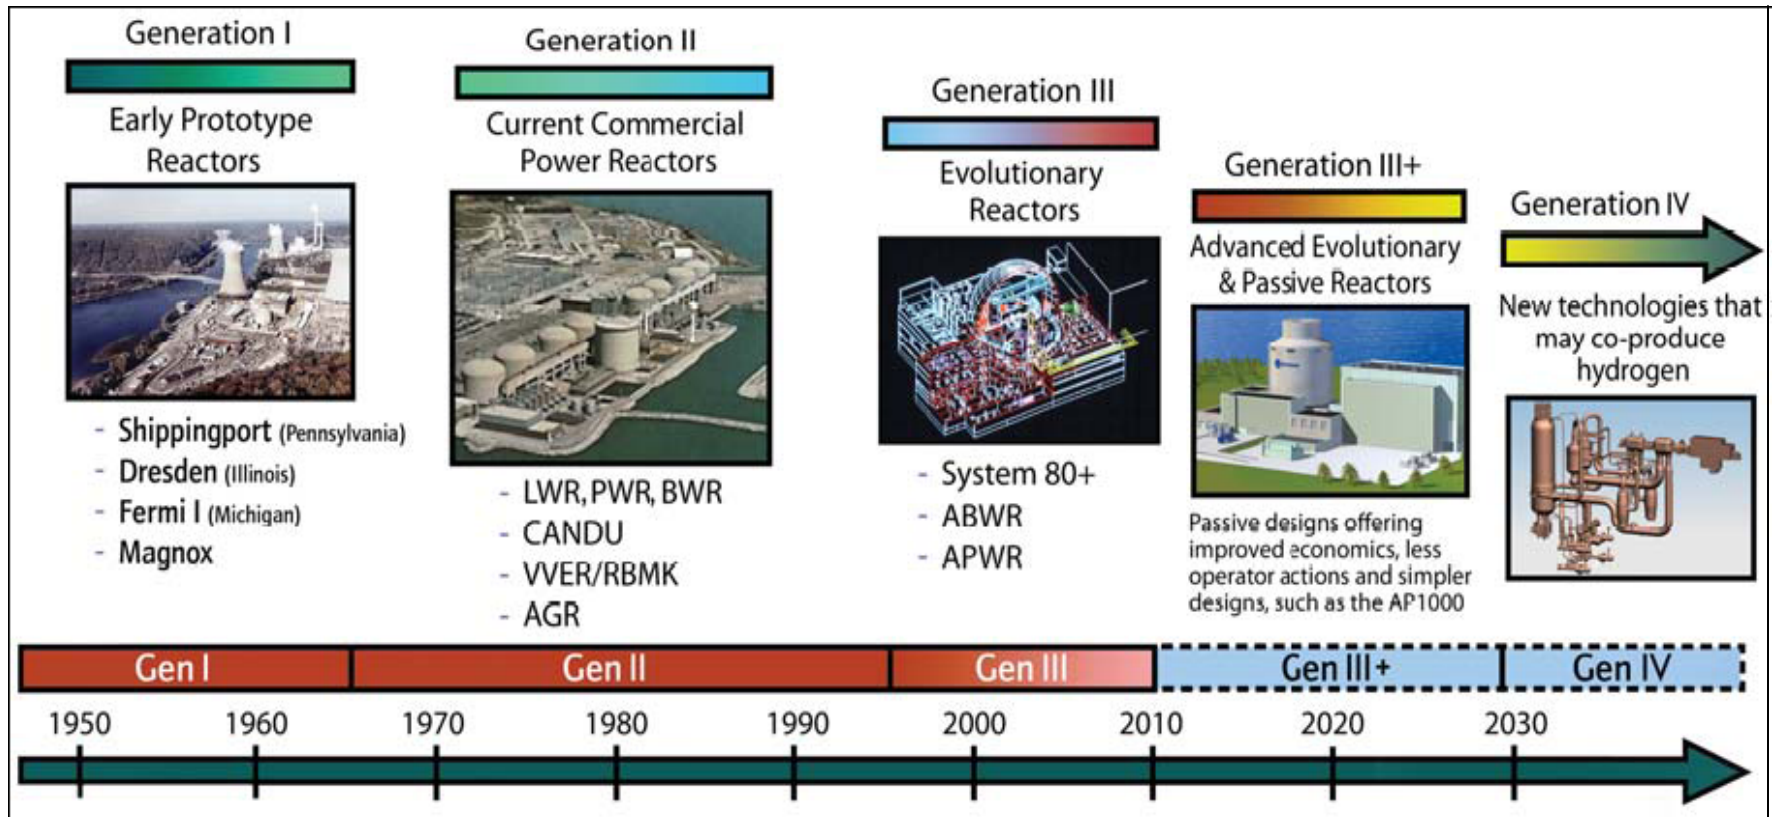 Generation I
Early Prototype
Reactors
- Shippingport (Pennsylvania)
- Dresden (Illinois)
- Fermi I (Michigan)
- Magnox
Generation II
Current Commercial
Power Reactors
- LWR, PWR, BWR
- CANDU
- VVER/RBMK
- AGR
Generation III
Evolutionary
Reactors
- System 80+
- ABWR
- APWR
Generation III+
Advanced Evolutionary
& Passive Reactors
Passive designs offering
improved economics, less
operator actions and simpler
designs, such as the AP1000
Generation IV
New technologies that
may co-produce
hydrogen
Gen I
Gen II
Gen III
Gen III+
Gen IV
1950
1960
1970
1980
1990
2000
2010
2020
2030